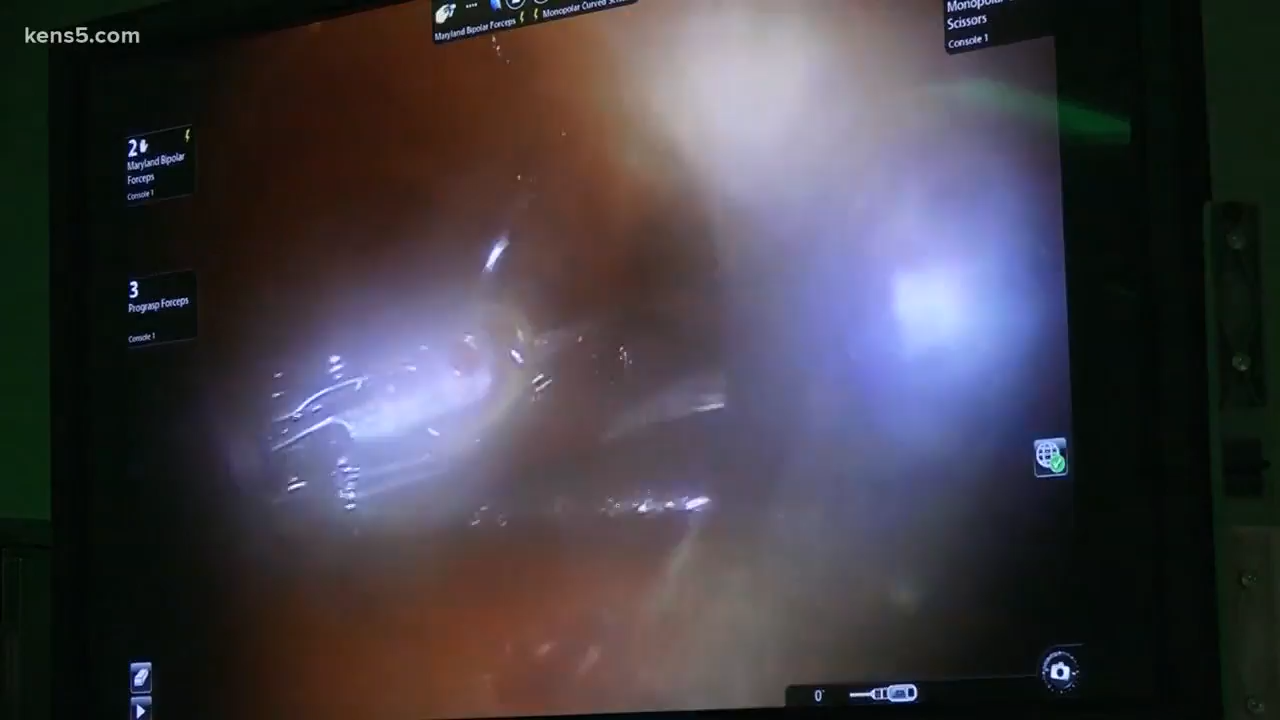 kens5.com
Maryland Bipolar Forceps
Monopolar Curved
Monopolar
Scissors
Console 1
2
Maryland Bipolar
Forceps
Console 1
3
Prograsp Forceps
Console 1
0°